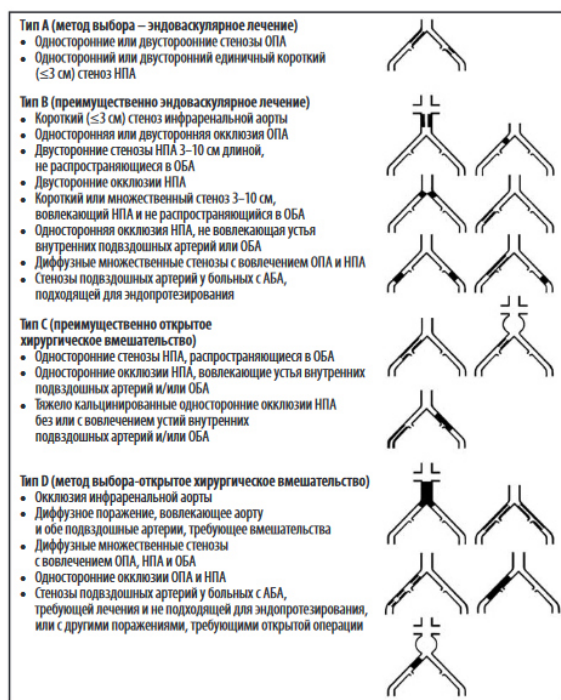 Тип A (метод выбора – эндоваскулярное лечение)
• Односторонние или двустороонние стенозы ОПА
• Односторонний или двусторонний единичный короткий
(≤3 см) стеноз НПА
Тип B (преимущественно эндоваскулярное лечение)
• Короткий (≤3 см) стеноз инфраренальной аорты
• Односторонняя или двусторонняя окклюзия ОПА
• Двусторонние стенозы НПА 3–10 см длиной,
не распространяющиеся в ОБА
• Двусторонние окклюзии НПА
• Короткий или множественный стеноз 3–10 см,
вовлекающий НПА и не распространяющийся в ОБА
• Односторонняя окклюзия НПА, не вовлекающая устья
внутренних подвздошных артерий или ОБА
• Диффузные множественные стенозы с вовлечением ОПА и НПА
• Стенозы подвздошных артерий у больных с АБА,
подходящей для эндопротезирования
Тип C (преимущественно открытое
хирургическое вмешательство)
• Односторонние стенозы НПА, распространяющиеся в ОБА
• Односторонние окклюзии НПА, вовлекающие устья внутренних
подвздошных артерий и/или ОБА
• Тяжело кальцинированные односторонние окклюзии НПА
без или с вовлечением устий внутренних
подвздошных артерий и/или ОБА
Тип D (метод выбора-открытое хирургическое вмешательство)
• Окклюзия инфраренальной аорты
• Диффузное поражение, вовлекающее аорту
и обе подвздошные артерии, требующее вмешательства
• Диффузные множественные стенозы
с вовлечением ОПА, НПА и ОБА
• Односторонние окклюзии ОПА и НПА
• Стенозы подвздошных артерий у больных с АБА,
требующей лечения и не подходящей для эндопротезирования,
или с другими поражениями, требующими открытой операции